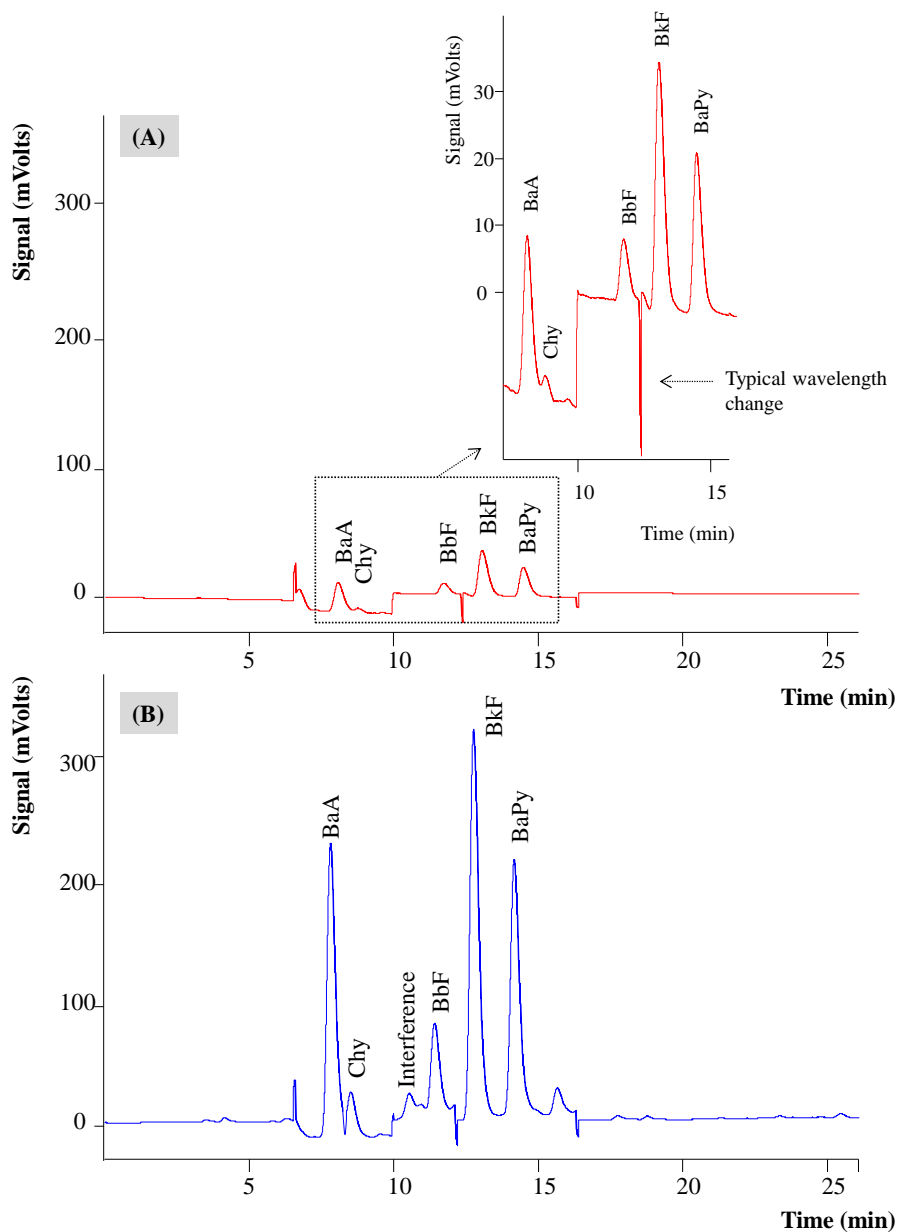 (A)
Signal (mVolts)
300
200
100
0
BaA
Chy
BbF
BkF
BaPy
5
10
15
20
25
Time (min)
Signal (mVolts)
30
20
10
0
BaA
Chy
BbF
BkF
BaPy
Typical wavelength
change
10
15
Time (min)
(B)
Signal (mVolts)
300
200
100
0
BaA
Chy
Interference
BbF
BkF
BaPy
5
10
15
20
25
Time (min)